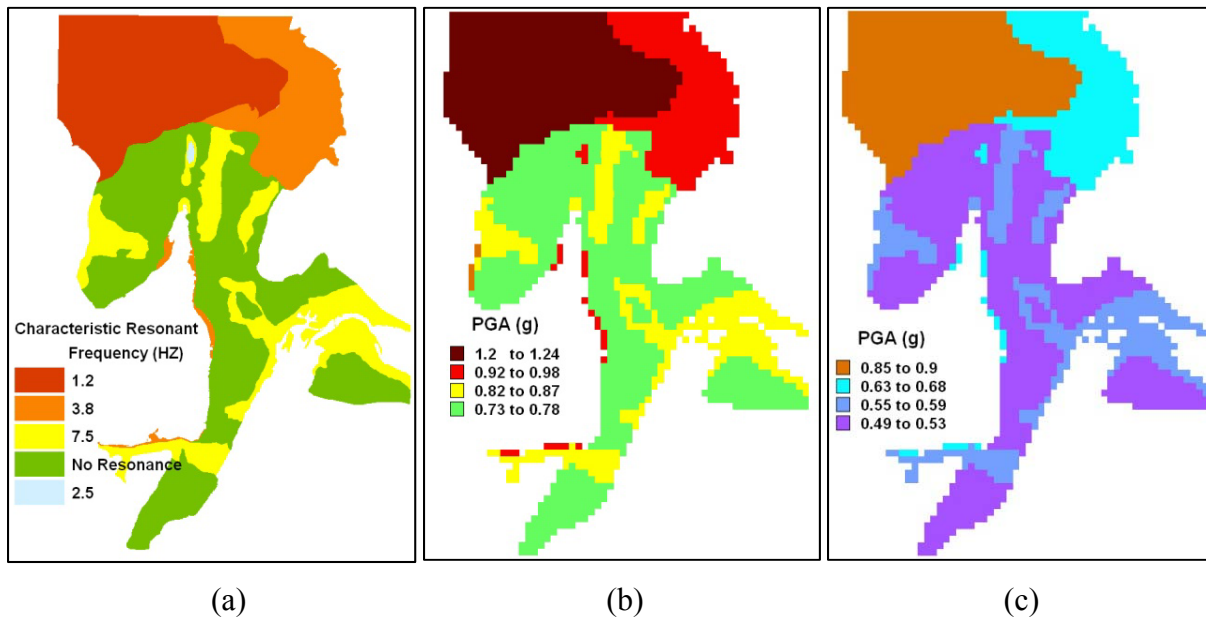 Characteristic Resonant
Frequency (HZ)
1.2
3.8
7.5
No Resonance
2.5
PGA (g)
1.2 to 1.24
0.92 to 0.98
0.82 to 0.87
0.73 to 0.78
PGA (g)
0.85 to 0.9
0.63 to 0.68
0.55 to 0.59
0.49 to 0.53
(a) (b) (c)